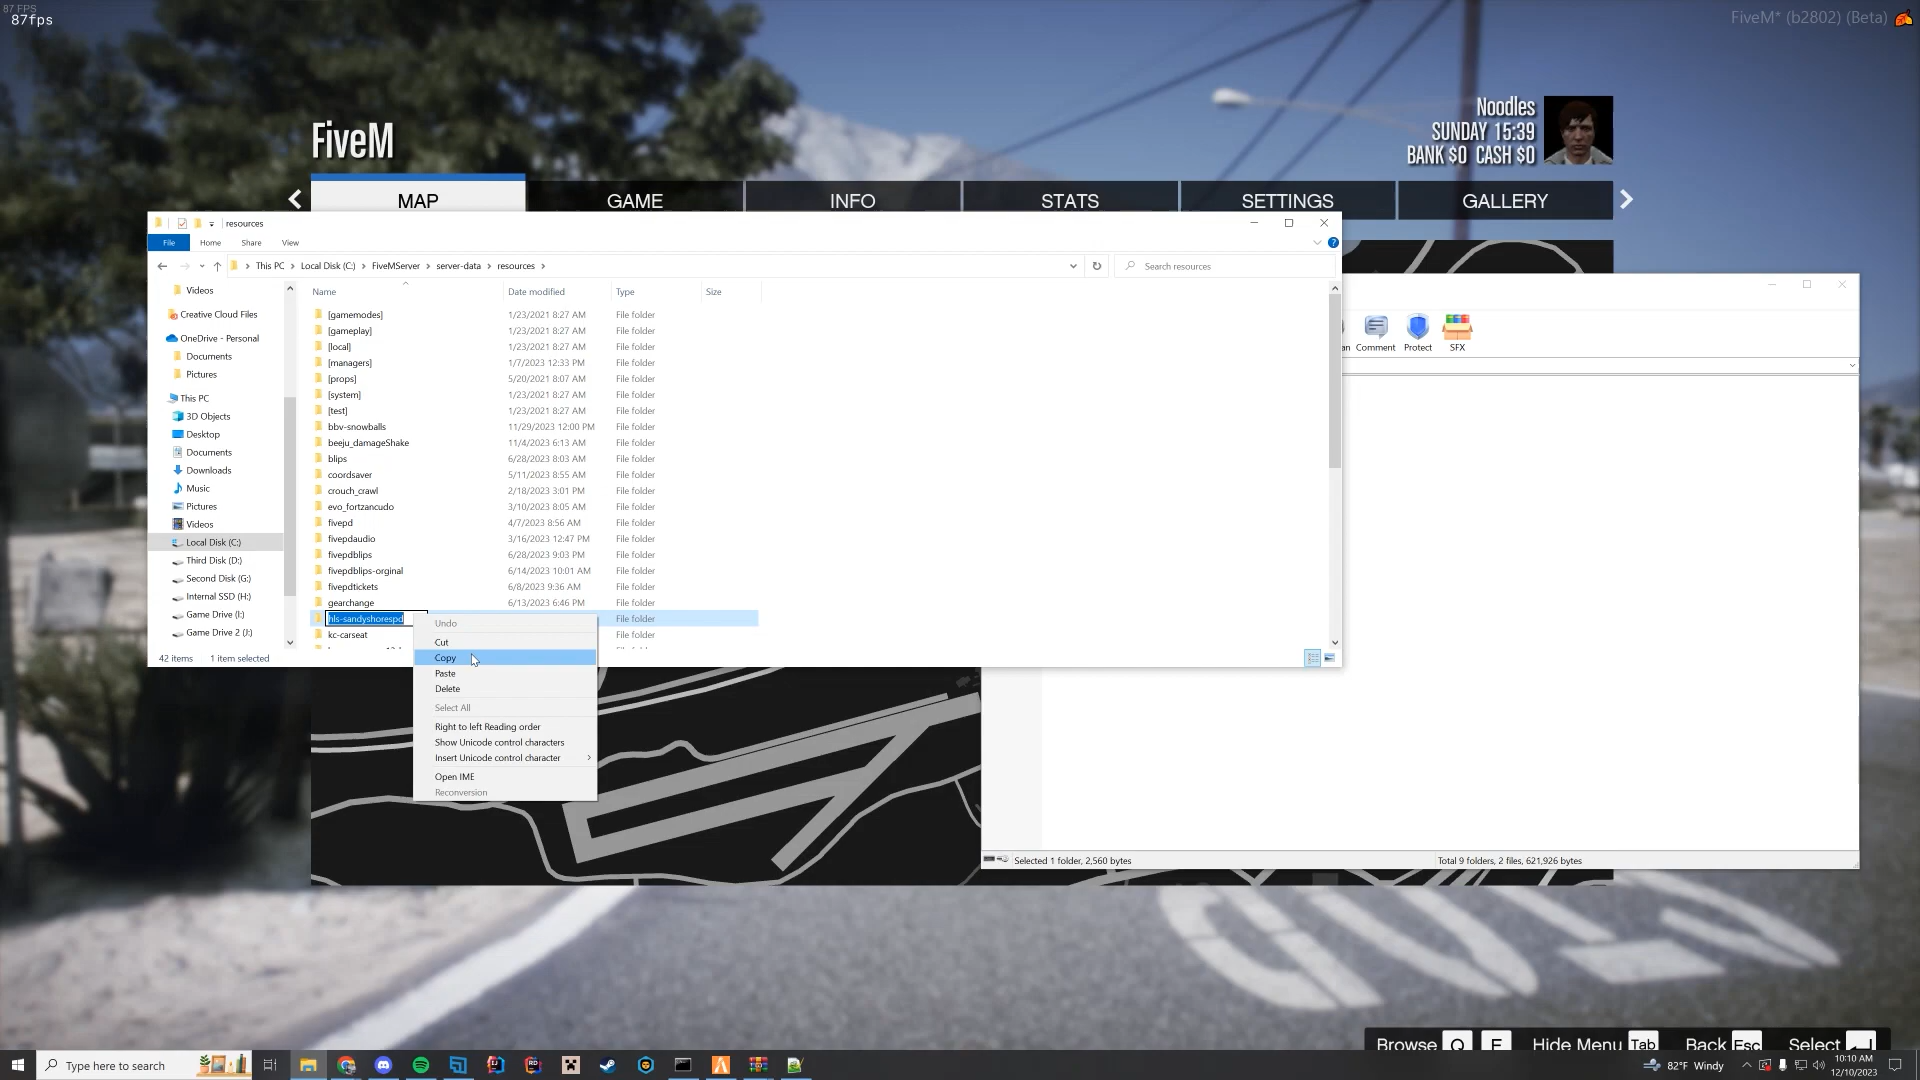 87 FPS
87fps
FiveM* (b2802) (Beta)
FiveM
Noodles
SUNDAY 15:39
BANK $0 CASH $0
MAP
GAME
INFO
STATS
SETTINGS
GALLERY
resources
File
Home
Share
View
This PC
Local Disk (C:)
FiveMServer
server-data
resources
Search resources
Name
Date modified
Type
Size
Videos
Creative Cloud Files
OneDrive - Personal
Documents
Pictures
This PC
3D Objects
Desktop
Documents
Downloads
Music
Pictures
Videos
Local Disk (C:)
Third Disk (D:)
Second Disk (G:)
Internal SSD (H:)
Game Drive (I:)
Game Drive 2 (J:)
[gamemodes] 1/23/2021 8:27 AM File folder
[gameplay] 1/23/2021 8:27 AM File folder
[local] 1/23/2021 8:27 AM File folder
[managers] 1/7/2023 12:33 PM File folder
[props] 5/20/2021 8:07 AM File folder
[system] 1/23/2021 8:27 AM File folder
[test] 1/23/2021 8:27 AM File folder
bbv-snowballs 11/29/2023 12:00 PM File folder
beeju_damageShake 11/4/2023 6:13 AM File folder
blips 6/28/2023 8:03 AM File folder
coordsaver 5/11/2023 8:55 AM File folder
crouch_crawl 2/18/2023 3:01 PM File folder
evo_fortzancudo 3/10/2023 8:05 AM File folder
fivepd 4/7/2023 8:56 AM File folder
fivepdaudio 3/16/2023 12:47 PM File folder
fivepdblips 6/28/2023 9:03 PM File folder
fivepdblips-orginal 6/14/2023 10:01 AM File folder
fivepdtickets 6/8/2023 9:36 AM File folder
gearchange 6/13/2023 6:46 PM File folder
hls-sandyshorespd File folder
kc-carseat File folder
42 items
1 item selected
Undo
Cut
Copy
Paste
Delete
Select All
Right to left Reading order
Show Unicode control characters
Insert Unicode control character
Open IME
Reconversion
Comment
Protect
SFX
Selected 1 folder, 2,560 bytes
Total 9 folders, 2 files, 621,926 bytes
Browse Q E
Hide Menu Tab
Back Esc
Select
Type here to search
82°F Windy
10:10 AM
12/10/2023